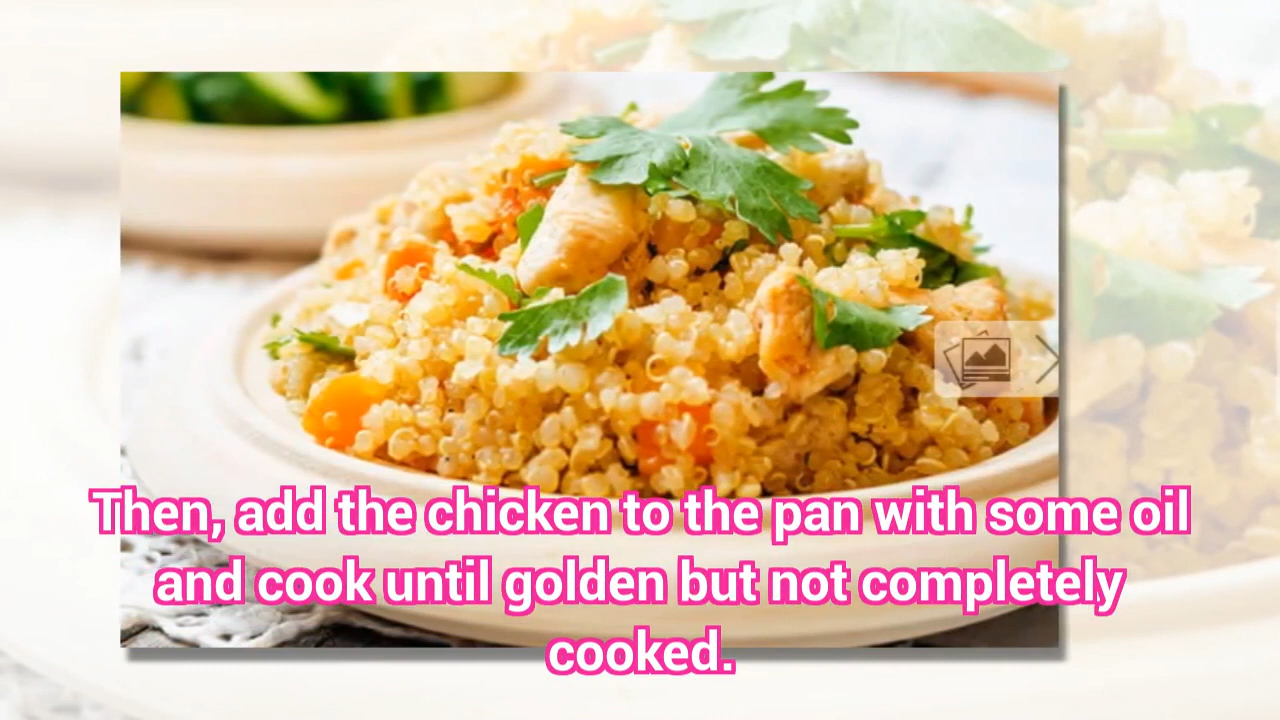 Then, add the chicken to the pan with some oil
and cook until golden but not completely
cooked.